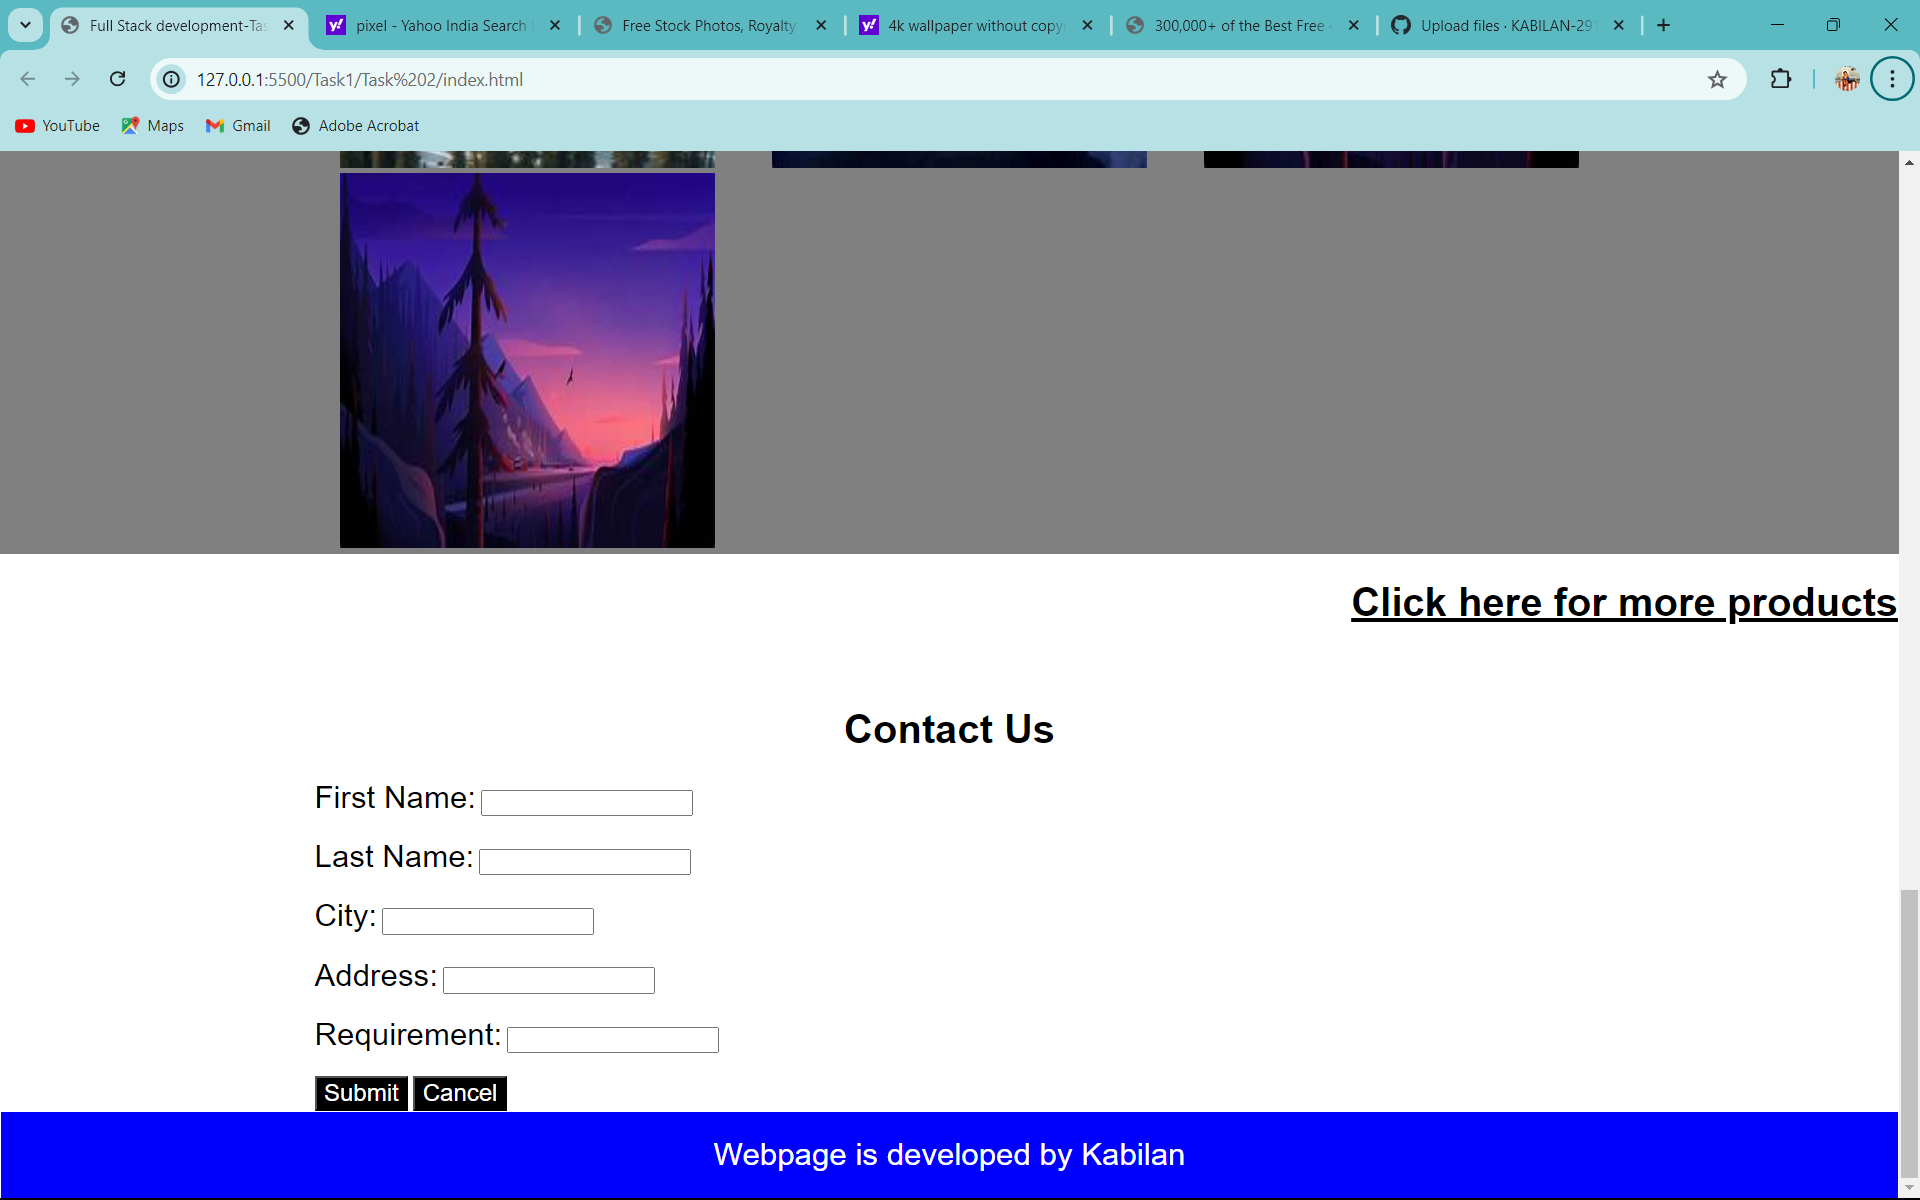 Full Stack development-Tas
pixel - Yahoo India Search
Free Stock Photos, Royalty
4k wallpaper without copy
300,000+ of the Best Free
Upload files · KABILAN-291
127.0.0.1:5500/Task1/Task%202/index.html
YouTube
Maps
Gmail
Adobe Acrobat
Click here for more products
Contact Us
First Name:
Last Name:
City:
Address:
Requirement:
Submit Cancel
Webpage is developed by Kabilan